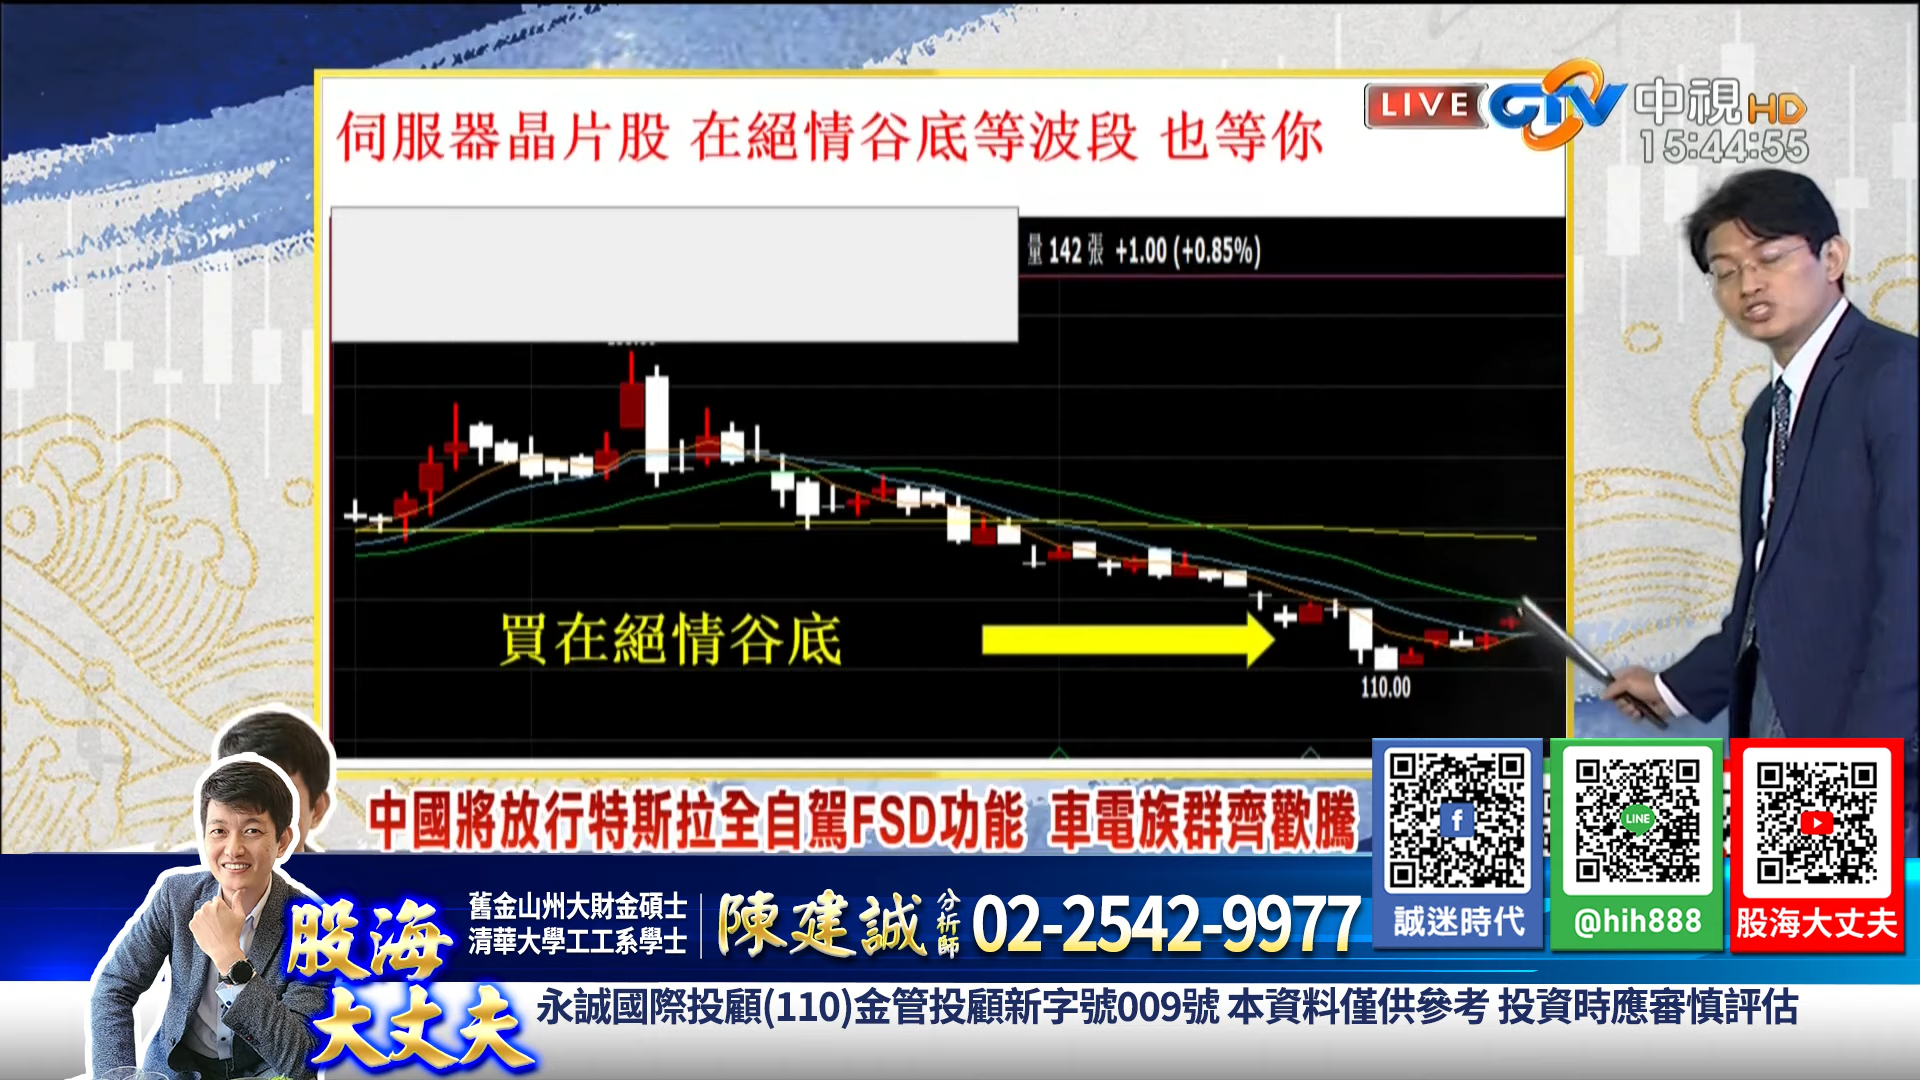 伺服器晶片股 在絕情谷底等波段 也等你
LIVE
CTV 中視 HD
15:44:55
量 142 張 +1.00 (+0.85%)
買在絕情谷底
110.00
中國將放行特斯拉全自駕FSD功能 車電族群齊歡騰
股海
大丈夫
舊金山州大財金碩士
清華大學工工系學士
陳建誠
分析師
02-2542-9977
誠迷時代
LINE
@hih888
股海大丈夫
永誠國際投顧(110)金管投顧新字號009號 本資料僅供參考 投資時應審慎評估